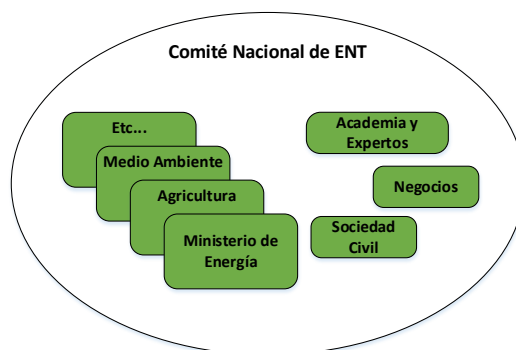 Comité Nacional de ENT
Etc...
Medio Ambiente
Agricultura
Ministerio de
Energía
Academia y
Expertos
Negocios
Sociedad
Civil